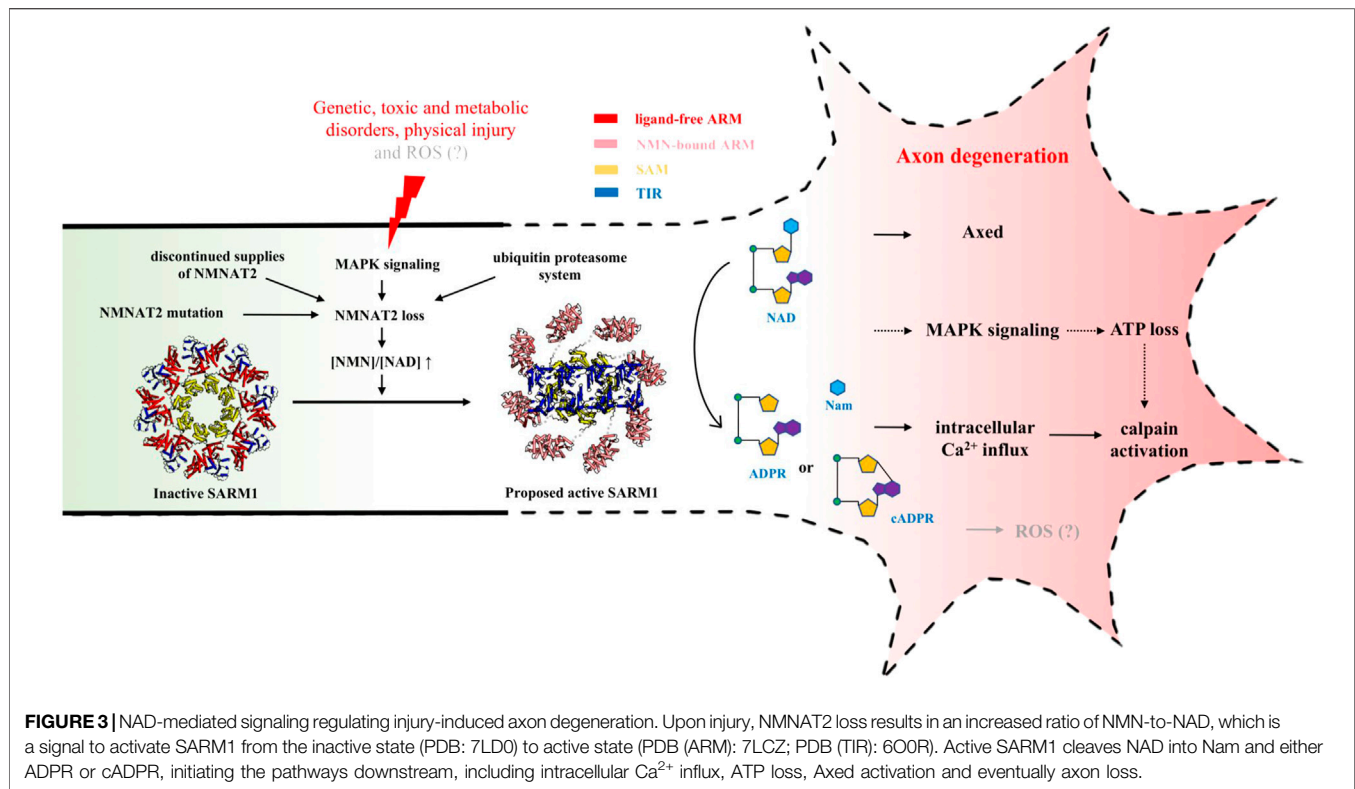 Genetic, toxic and metabolic
disorders, physical injury
and ROS (?)
ligand-free ARM
NMN-bound ARM
SAM
TIR
Axon degeneration
discontinued supplies
of NMNAT2
MAPK signaling
ubiquitin proteasome
system
NMNAT2 mutation
NMNAT2 loss
[NMN]/[NAD] ↑
Inactive SARM1
Proposed active SARM1
NAD
Nam
ADPR or
cADPR
Axed
MAPK signaling
ATP loss
intracellular
Ca²⁺ influx
calpain
activation
ROS (?)
FIGURE 3 | NAD-mediated signaling regulating injury-induced axon degeneration. Upon injury, NMNAT2 loss results in an increased ratio of NMN-to-NAD, which is
a signal to activate SARM1 from the inactive state (PDB: 7LD0) to active state (PDB (ARM): 7LCZ; PDB (TIR): 6O0R). Active SARM1 cleaves NAD into Nam and either
ADPR or cADPR, initiating the pathways downstream, including intracellular Ca²⁺ influx, ATP loss, Axed activation and eventually axon loss.